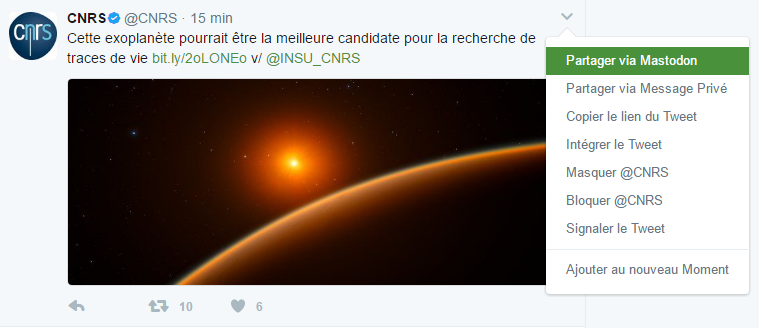 cnrs
CNRS @CNRS · 15 min
Cette exoplanète pourrait être la meilleure candidate pour la recherche de
traces de vie bit.ly/2oLONEo v/ @INSU_CNRS
Partager via Mastodon
Partager via Message Privé
Copier le lien du Tweet
Intégrer le Tweet
Masquer @CNRS
Bloquer @CNRS
Signaler le Tweet
Ajouter au nouveau Moment
10 6